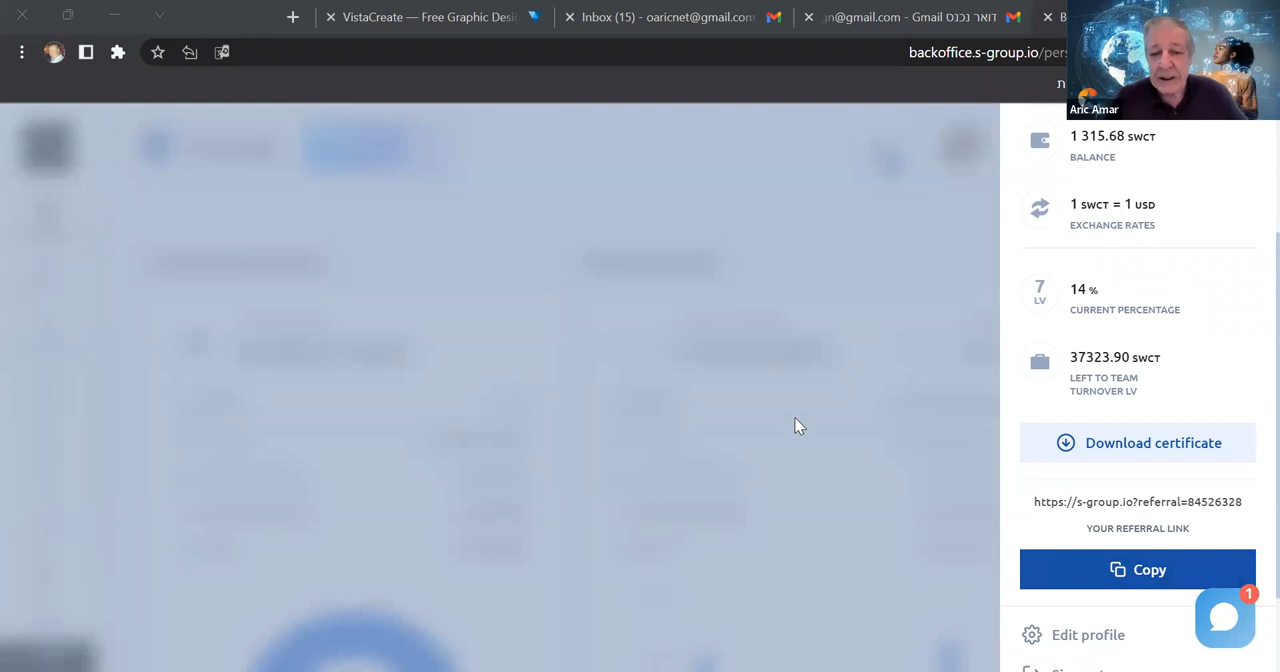 VistaCreate — Free Graphic Desi
Inbox (15) - oaricnet@gmail.com
gn@gmail.com - Gmail דואר נכנס
B
backoffice.s-group.io/pers
ת
Aric Amar
1 315.68 SWCT
BALANCE
1 SWCT = 1 USD
EXCHANGE RATES
7
LV
14 %
CURRENT PERCENTAGE
37323.90 SWCT
LEFT TO TEAM
TURNOVER LV
Download certificate
https://s-group.io?referral=84526328
YOUR REFERRAL LINK
Copy
1
Edit profile